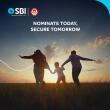 SBI
NOMINATE TODAY,
SECURE TOMORROW